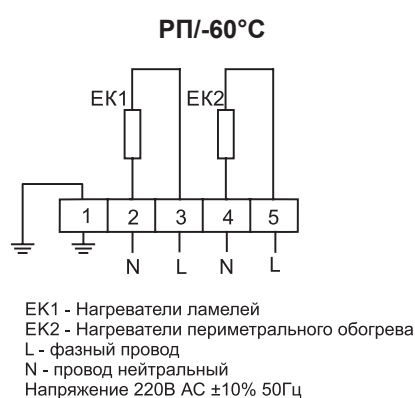 РП/-60°С
ЕК1 ЕК2
1 2 3 4 5
N L N L
ЕК1 - Нагреватели ламелей
ЕК2 - Нагреватели периметрального обогрева
L - фазный провод
N - провод нейтральный
Напряжение 220В АС ±10% 50Гц